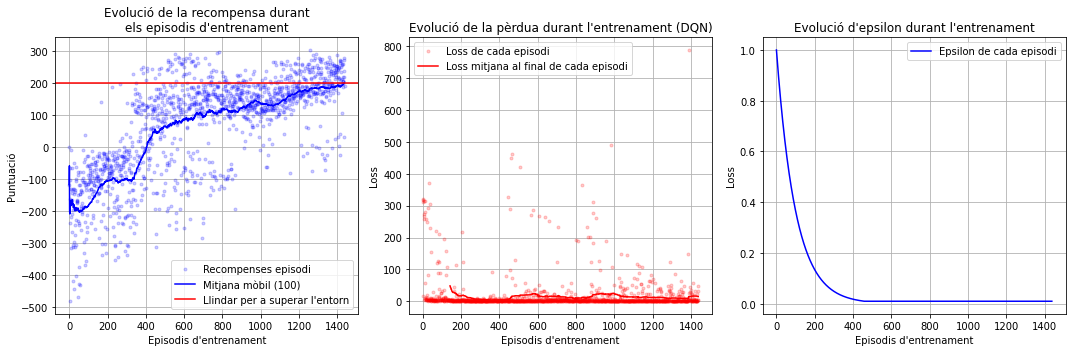 Evolució de la recompensa durant
els episodis d'entrenament
300
200
100
0
−100
−200
−300
−400
−500
Puntuació
Recompenses episodi
Mitjana mòbil (100)
Llindar per a superar l'entorn
0 200 400 600 800 1000 1200 1400
Episodis d'entrenament
Evolució de la pèrdua durant l'entrenament (DQN)
800
700
600
500
400
300
200
100
0
Loss
Loss de cada episodi
Loss mitjana al final de cada episodi
0 200 400 600 800 1000 1200 1400
Episodis d'entrenament
Evolució d'epsilon durant l'entrenament
1.0
0.8
0.6
0.4
0.2
0.0
Loss
Epsilon de cada episodi
0 200 400 600 800 1000 1200 1400
Episodis d'entrenament